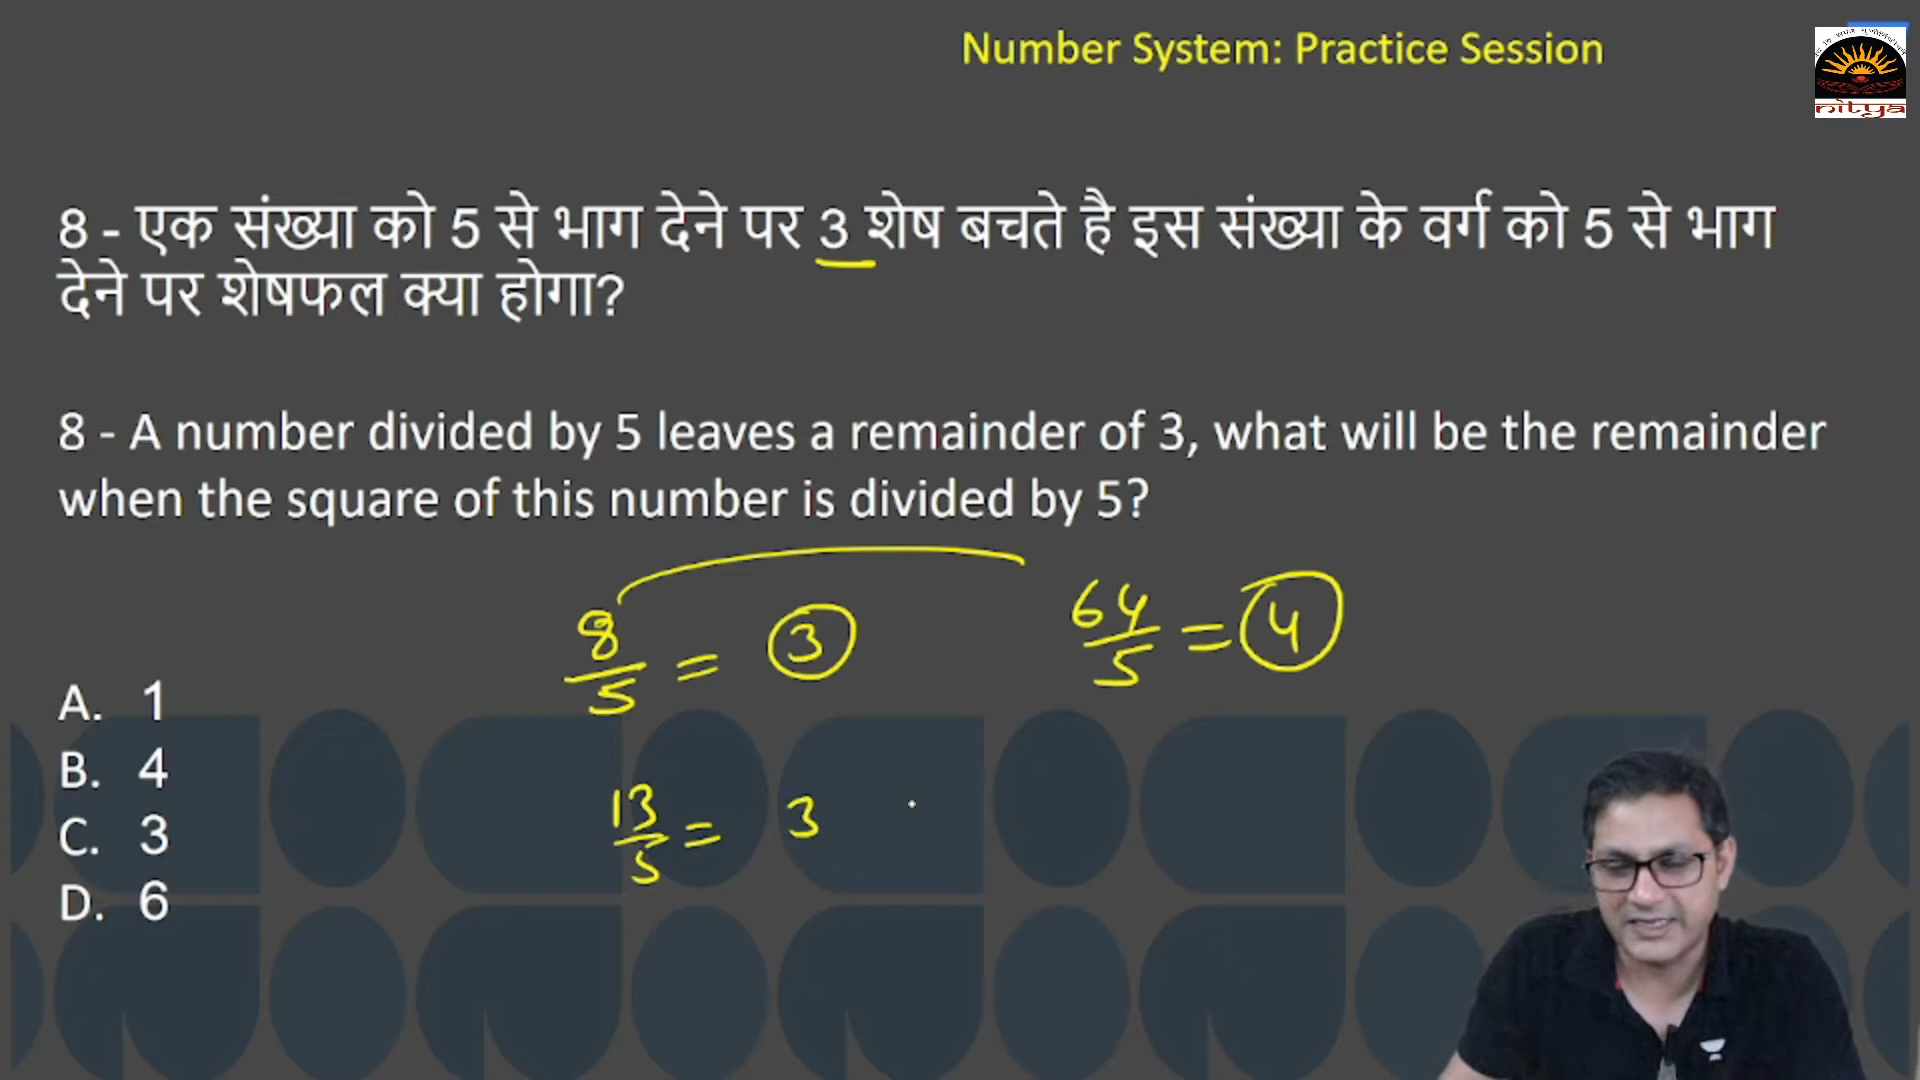 Number System: Practice Session
nitya
8 - एक संख्या को 5 से भाग देने पर 3 शेष बचते है इस संख्या के वर्ग को 5 से भाग
देने पर शेषफल क्या होगा?
8 - A number divided by 5 leaves a remainder of 3, what will be the remainder
when the square of this number is divided by 5?
8/5 = 3
64/5 = 4
A. 1
B. 4
13/5 = 3
C. 3
D. 6